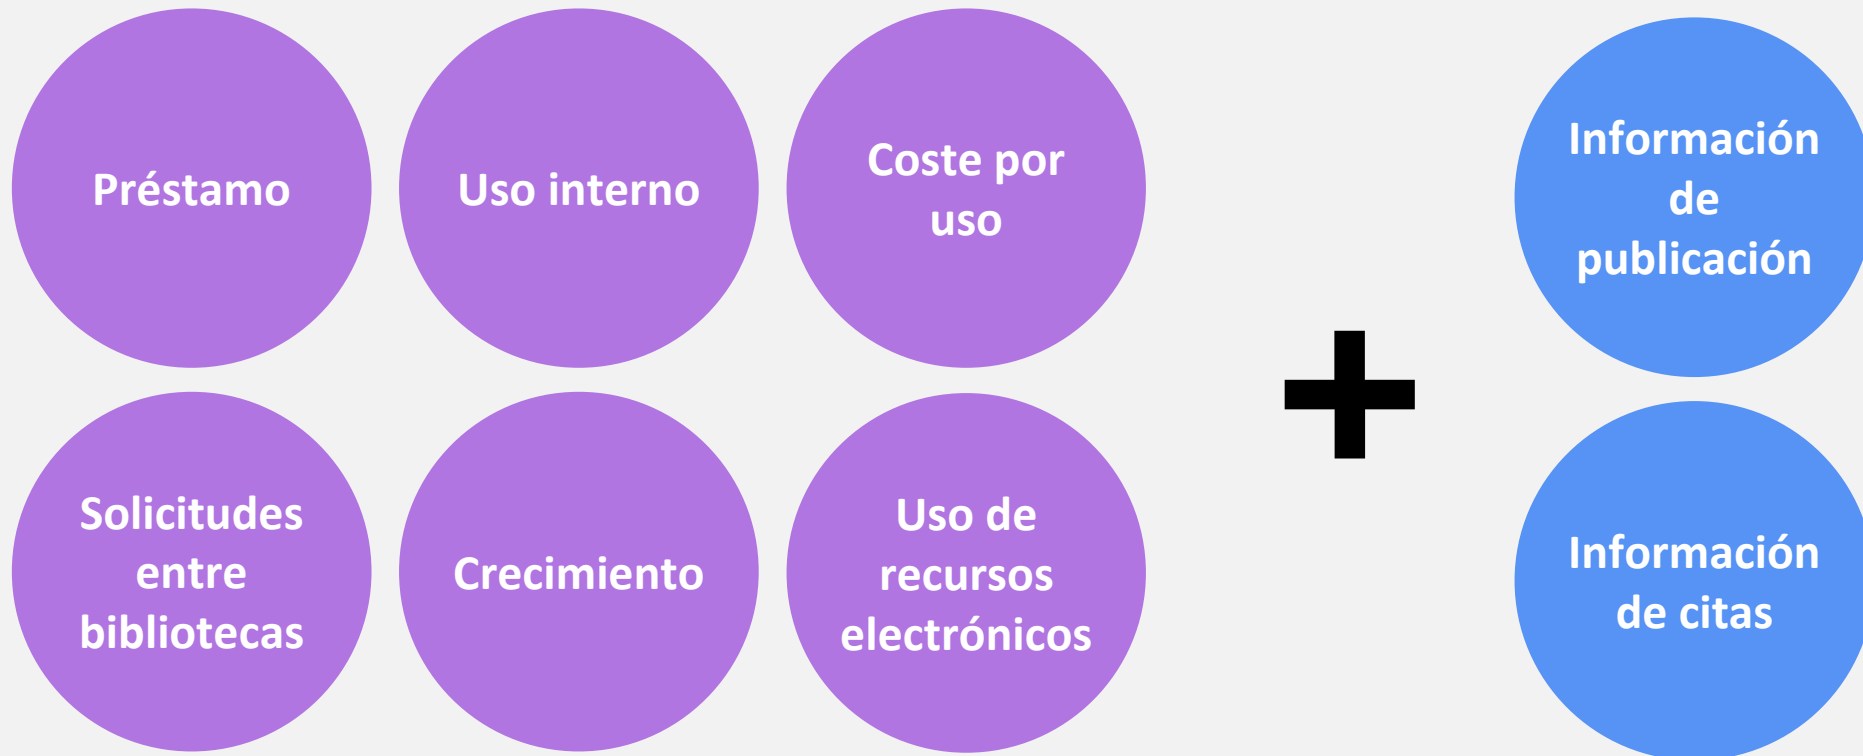 Préstamo
Uso interno
Coste por
uso
Información
de
publicación
+
Solicitudes
entre
bibliotecas
Crecimiento
Uso de
recursos
electrónicos
Información
de citas